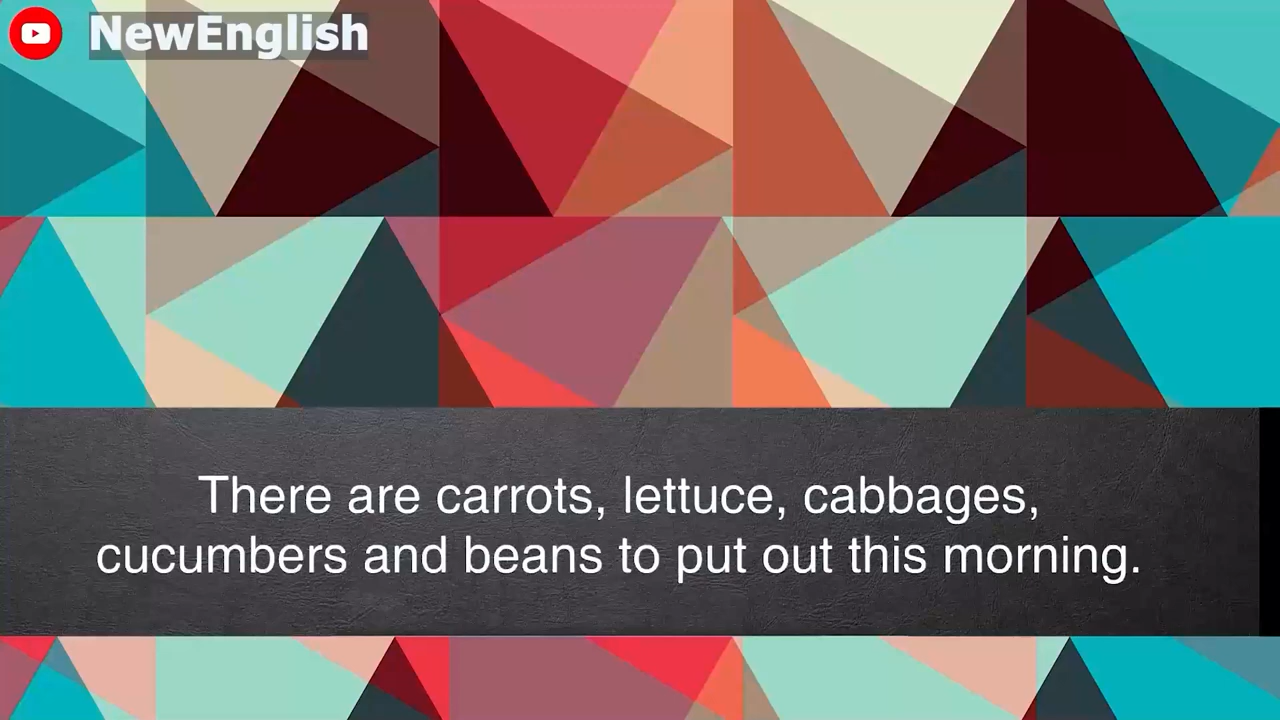 NewEnglish
There are carrots, lettuce, cabbages,
cucumbers and beans to put out this morning.